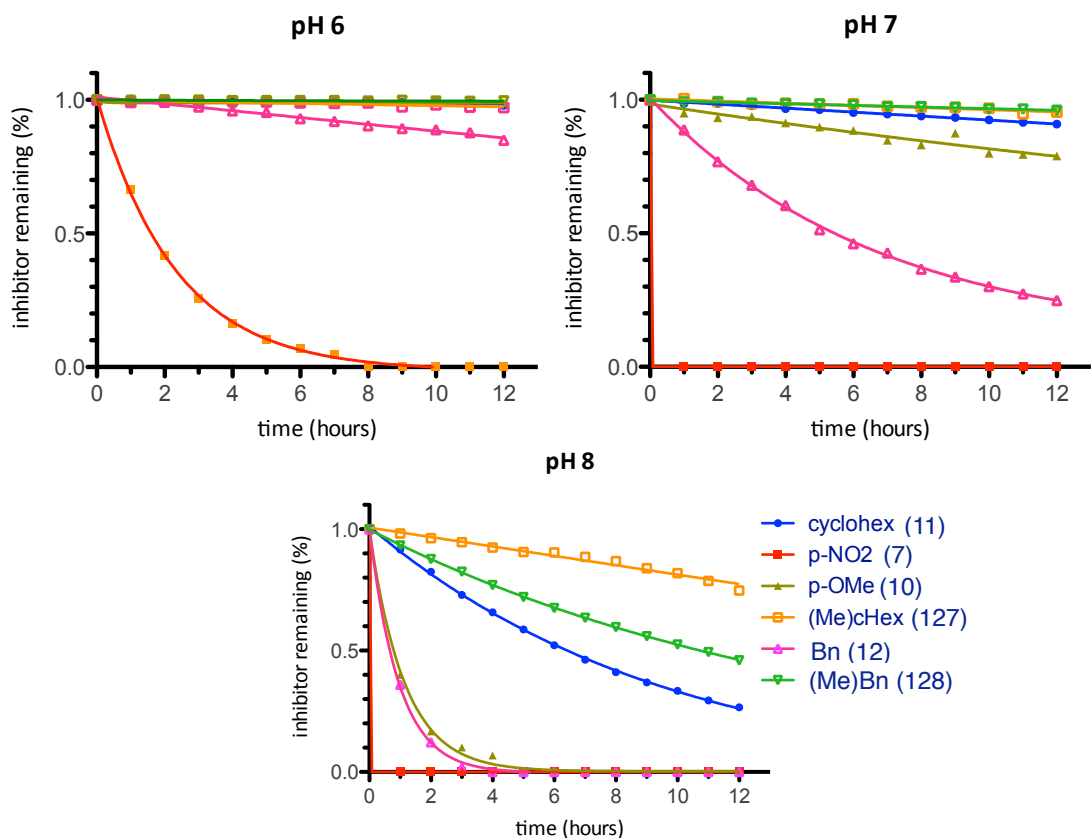 pH 6
inhibitor remaining (%)
1.0
0.5
0.0
0 2 4 6 8 10 12
time (hours)
pH 7
inhibitor remaining (%)
1.0
0.5
0.0
0 2 4 6 8 10 12
time (hours)
pH 8
inhibitor remaining (%)
1.0
0.5
0.0
0 2 4 6 8 10 12
time (hours)
cyclohex (11)
p-NO2 (7)
p-OMe (10)
(Me)cHex (127)
Bn (12)
(Me)Bn (128)